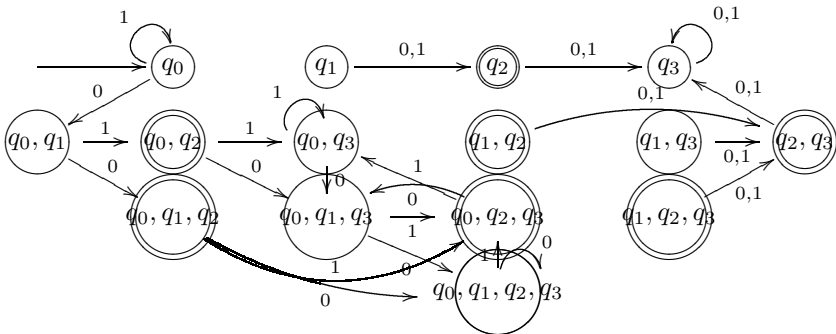 1 0,1
q₀ q₁ 0,1 q₂ 0,1 q₃
0 1 0,1 0,1
q₀, q₁ 1 q₀, q₂ 1 q₀, q₃ q₁, q₂ q₁, q₃ 0,1 q₂, q₃
0 0 0 1 0,1
q₀, q₁, q₂ q₀, q₁, q₃ 0 1 q₀, q₂, q₃ q₁, q₂, q₃
1 0 1 0
0 q₀, q₁, q₂, q₃